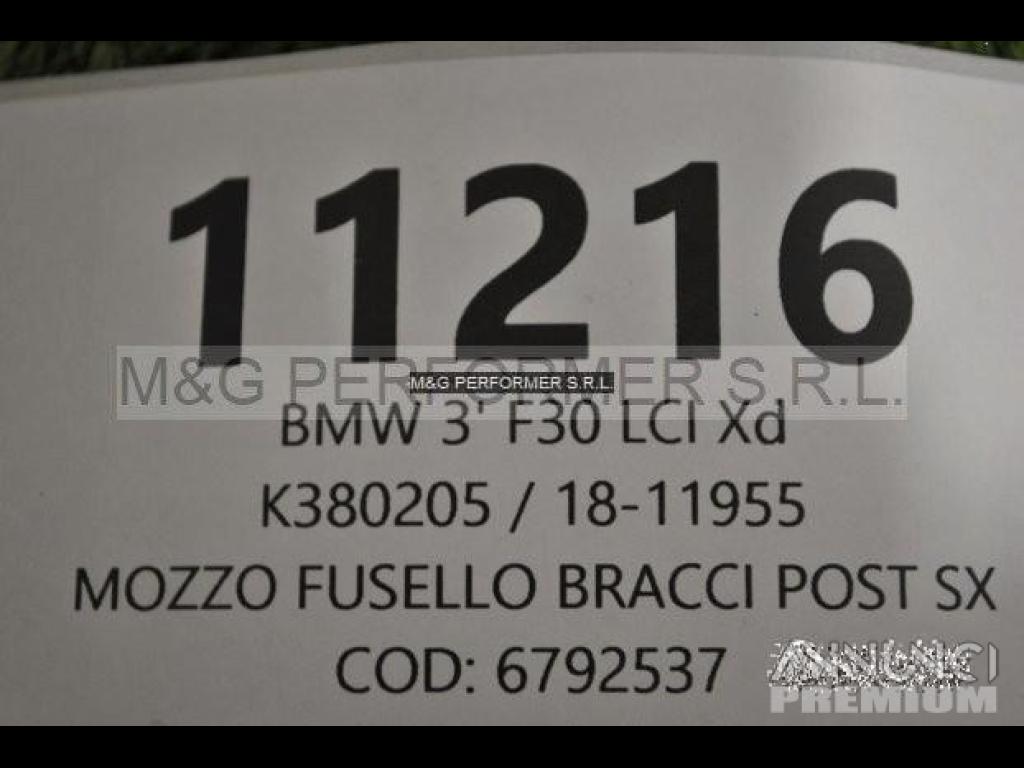 11216
M&G PERFORMER S.R.L.
M&G PERFORMER S.R.L.
BMW 3' F30 LCI Xd
K380205 / 18-11955
MOZZO FUSELLO BRACCI POST SX
COD: 6792537
ANNUNCI
PREMIUM